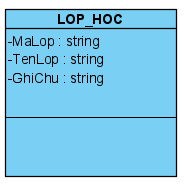 LOP_HOC
-MaLop : string
-TenLop : string
-GhiChu : string